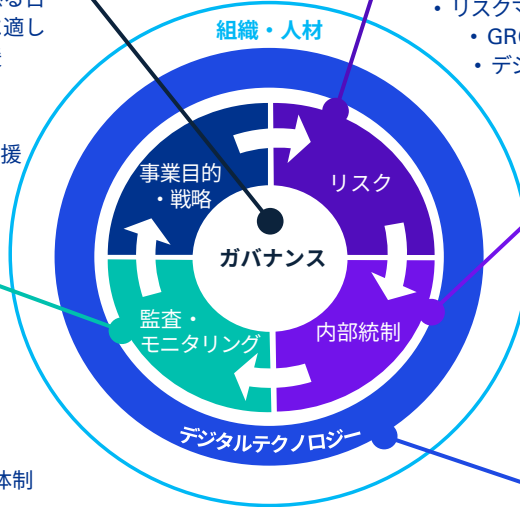 に適し
・リスクマ
・GRC
・デジ
援
組織・人材
事業目的
・戦略
リスク
ガバナンス
監査・
モニタリング
内部統制
デジタルテクノロジー
体制